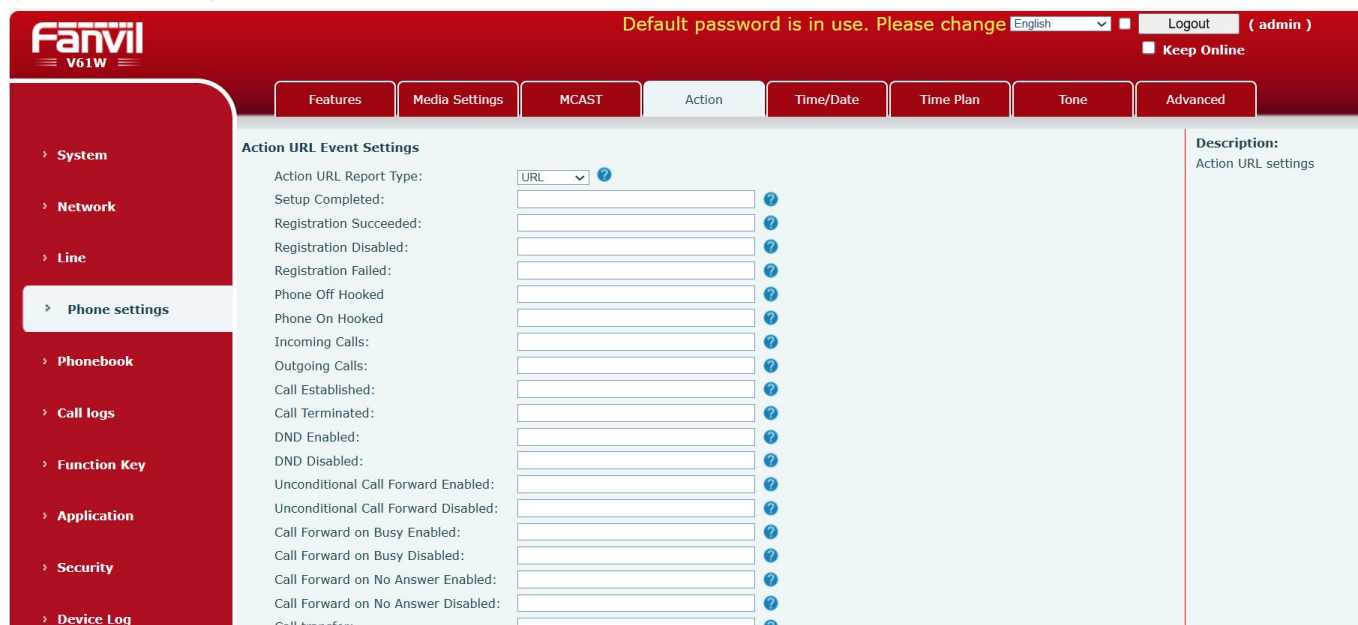 Fanvil
V61W
Default password is in use. Please change
English
Logout
( admin )
Keep Online
Features
Media Settings
MCAST
Action
Time/Date
Time Plan
Tone
Advanced
› System
› Network
› Line
› Phone settings
› Phonebook
› Call logs
› Function Key
› Application
› Security
› Device Log
Action URL Event Settings
Action URL Report Type: URL
Setup Completed:
Registration Succeeded:
Registration Disabled:
Registration Failed:
Phone Off Hooked
Phone On Hooked
Incoming Calls:
Outgoing Calls:
Call Established:
Call Terminated:
DND Enabled:
DND Disabled:
Unconditional Call Forward Enabled:
Unconditional Call Forward Disabled:
Call Forward on Busy Enabled:
Call Forward on Busy Disabled:
Call Forward on No Answer Enabled:
Call Forward on No Answer Disabled:
Call transfer:
Description:
Action URL settings